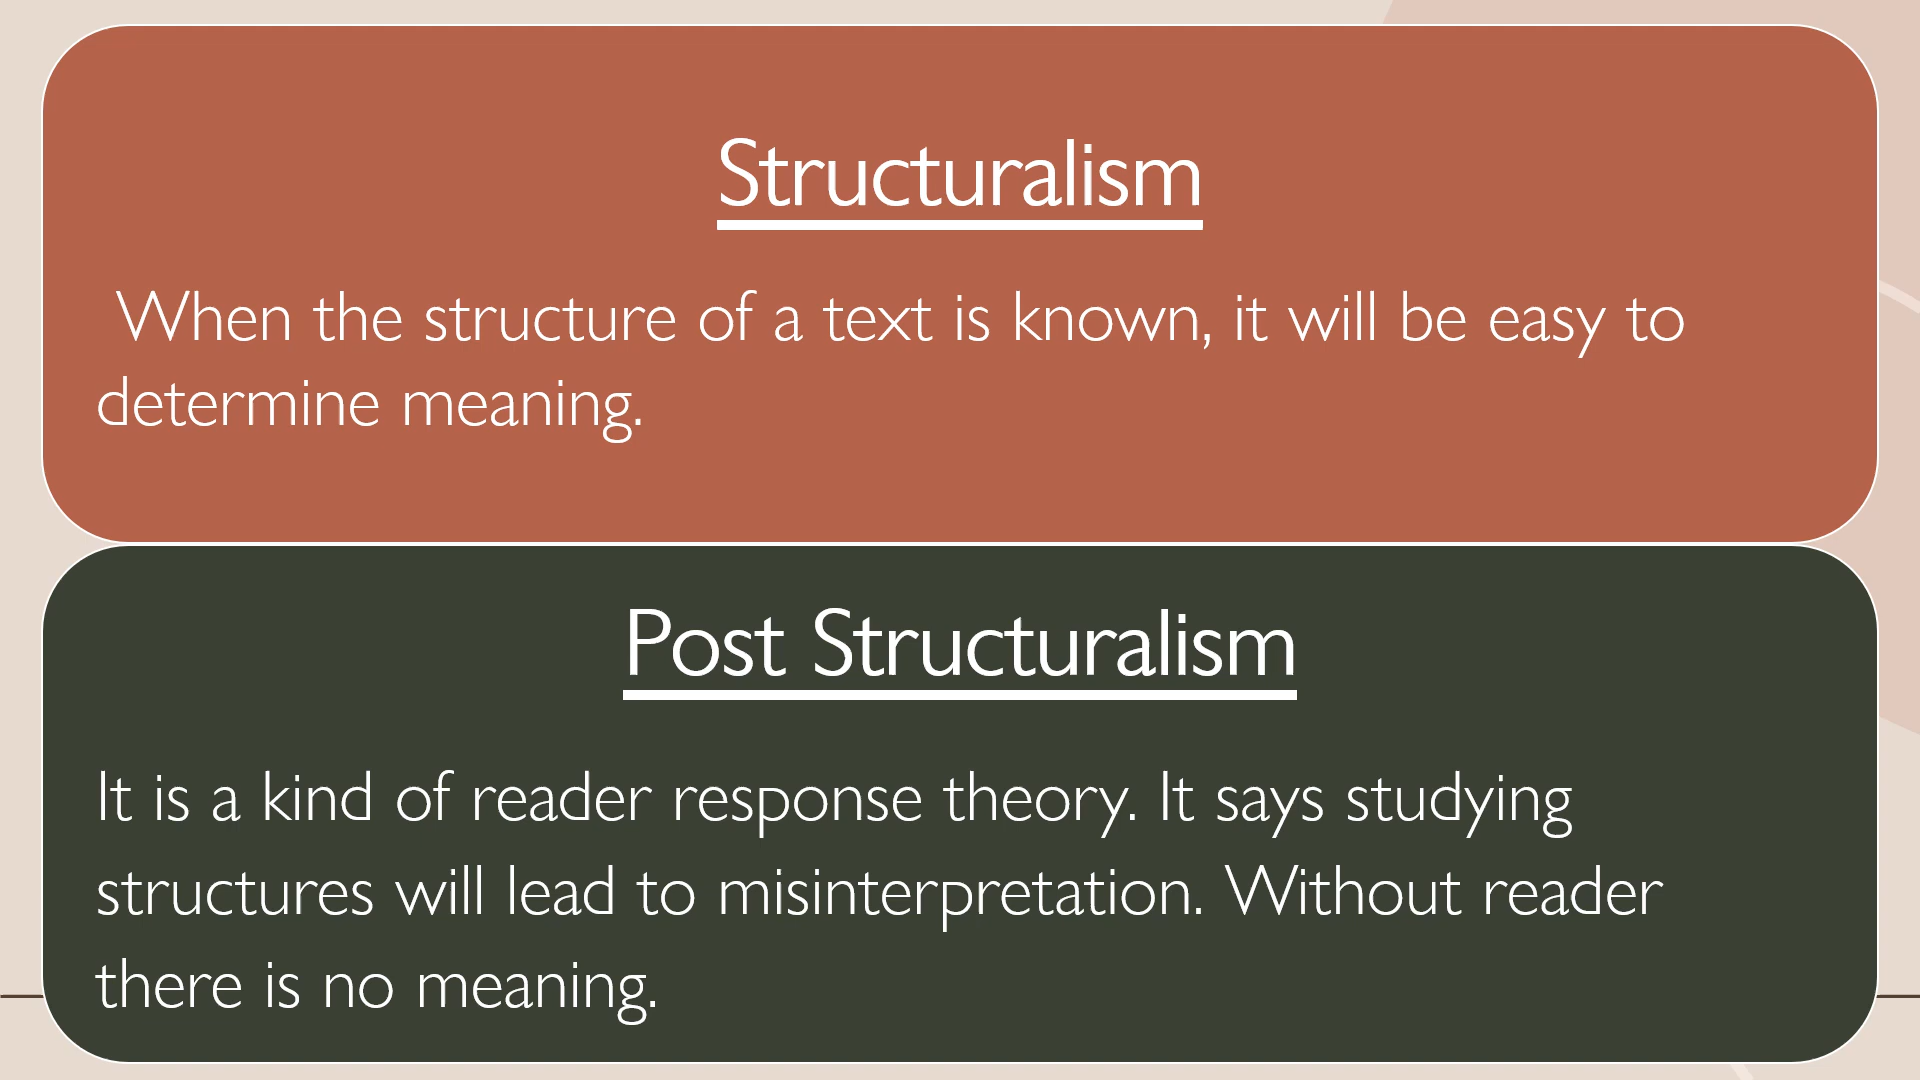 Structuralism
When the structure of a text is known, it will be easy to
determine meaning.
Post Structuralism
It is a kind of reader response theory. It says studying
structures will lead to misinterpretation. Without reader
there is no meaning.